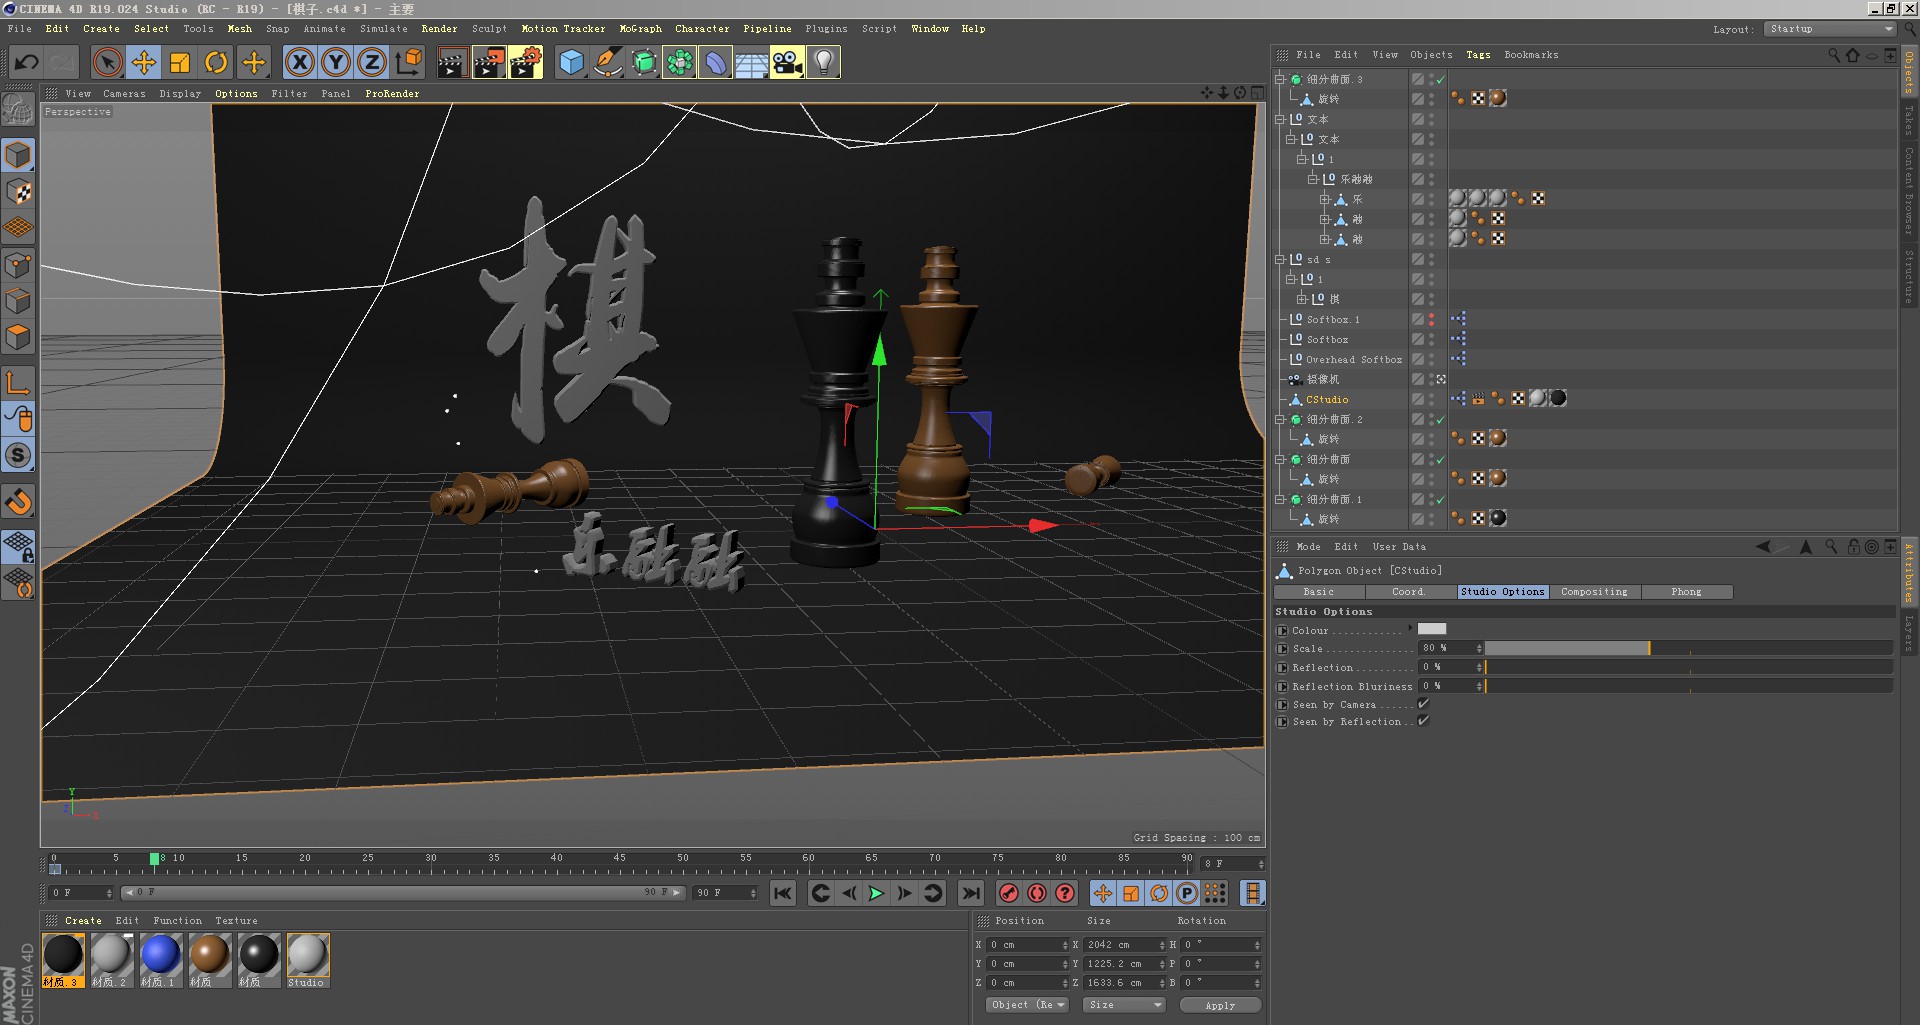 CINEMA 4D R19.024 Studio (RC - R19) - [棋子.c4d *] - 主要
File Edit Create Select Tools Mesh Snap Animate Simulate Render Sculpt Motion Tracker MoGraph Character Pipeline Plugins Script Window Help
Layout: Startup
View Cameras Display Options Filter Panel ProRender
Perspective
棋
乐融融
Grid Spacing : 100 cm
File Edit View Objects Tags Bookmarks
细分曲面.3
旋转
文本
文本
1
乐融融
乐
融
融
sd s
1
棋
Softbox.1
Softbox
Overhead Softbox
摄像机
CStudio
细分曲面.2
旋转
细分曲面
旋转
细分曲面.1
旋转
Objects
Takes
Content Browser
Structure
Mode Edit User Data
Polygon Object [CStudio]
Basic Coord. Studio Options Compositing Phong
Studio Options
Colour
Scale 80 %
Reflection 0 %
Reflection Bluriness 0 %
Seen by Camera
Seen by Reflection
Attributes
Layers
0 5 8 10 15 20 25 30 35 40 45 50 55 60 65 70 75 80 85 90
8 F
0 F 0 F 90 F 90 F
Create Edit Function Texture
材质.3 材质.2 材质.1 材质 材质 Studio
Position Size Rotation
X 0 cm X 2042 cm H 0 °
Y 0 cm Y 1225.2 cm P 0 °
Z 0 cm Z 1633.6 cm B 0 °
Object (Re Size Apply
MAXON CINEMA 4D